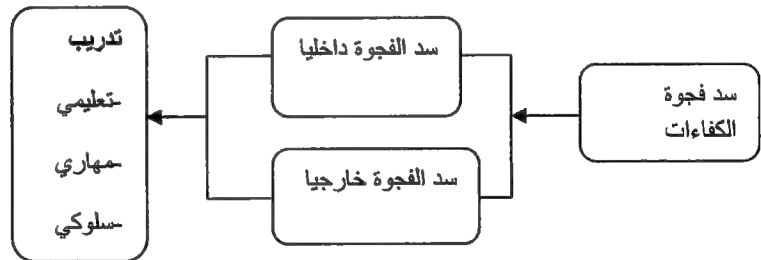 سد فجوة
الكفاءات
سد الفجوة داخليا
سد الفجوة خارجيا
تدريب
-تعليمي
-مهاري
-سلوكي